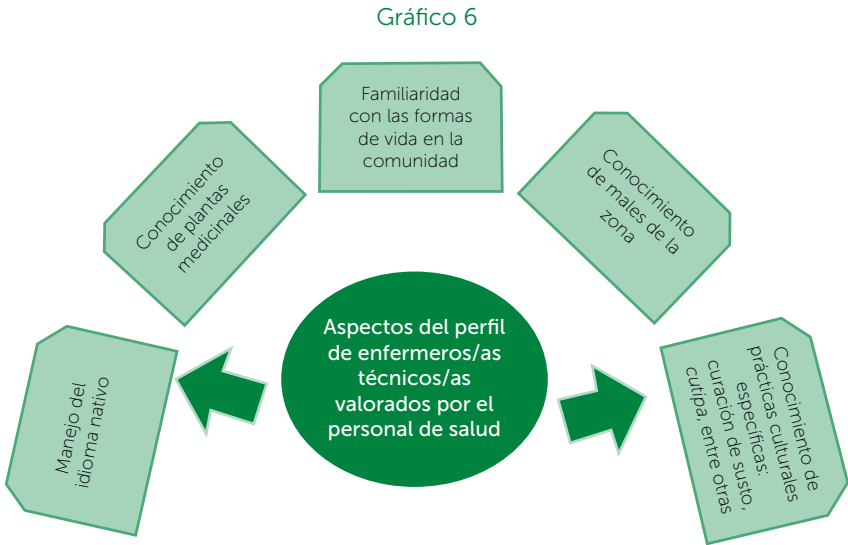 Gráfico 6
Familiaridad
con las formas
de vida en la
comunidad
Conocimiento
de plantas
medicinales
Conocimiento
de males de la
zona
Manejo del
idioma nativo
Aspectos del perfil
de enfermeros/as
técnicos/as
valorados por el
personal de salud
Conocimiento de
prácticas culturales
específicas:
curación de susto,
cutipa, entre otras